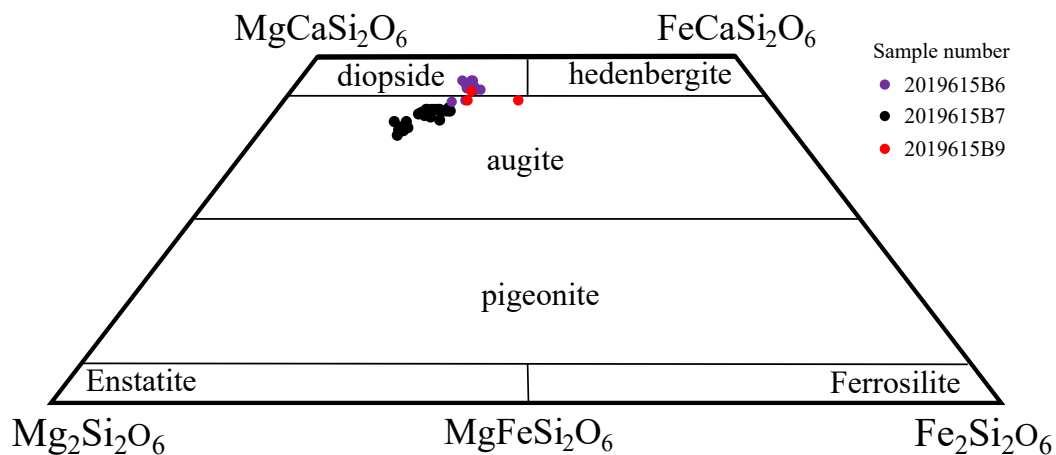 MgCaSi₂O₆ FeCaSi₂O₆
Sample number
diopside hedenbergite
2019615B6
2019615B7
2019615B9
augite
pigeonite
Enstatite Ferrosilite
Mg₂Si₂O₆ MgFeSi₂O₆ Fe₂Si₂O₆